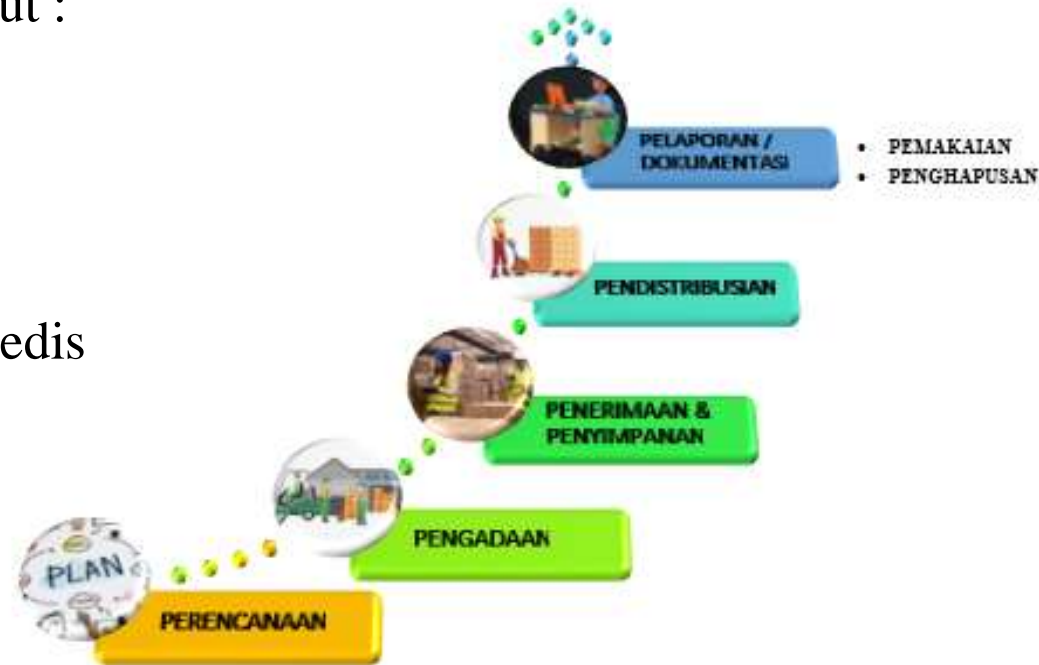 ut :
PELAPORAN /
DOKUMENTASI
• PEMAKAIAN
• PENGHAPUSAN
PENDISTRIBUSIAN
edis
PENERIMAAN &
PENYIMPANAN
PENGADAAN
PLAN
PERENCANAAN